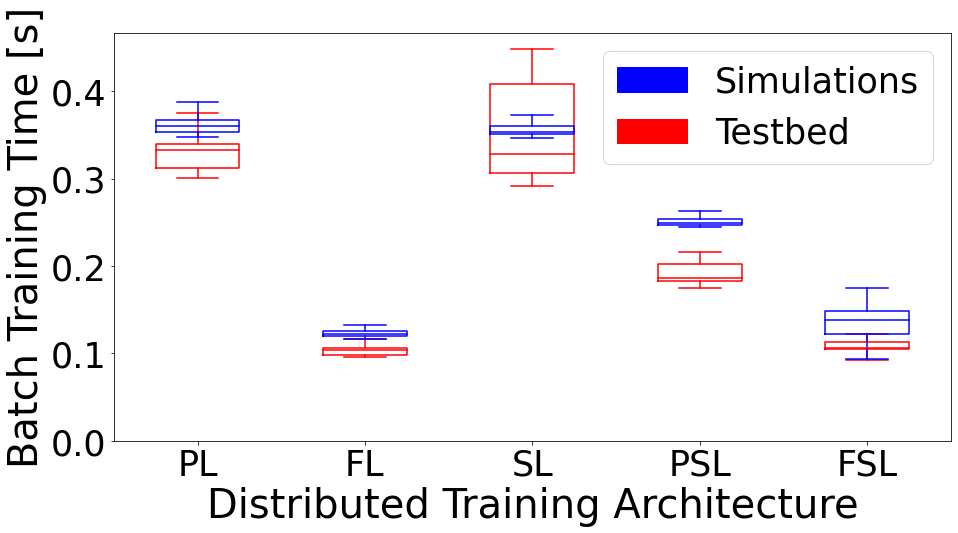 Batch Training Time [s]
0.4
0.3
0.2
0.1
0.0
Simulations
Testbed
PL FL SL PSL FSL
Distributed Training Architecture